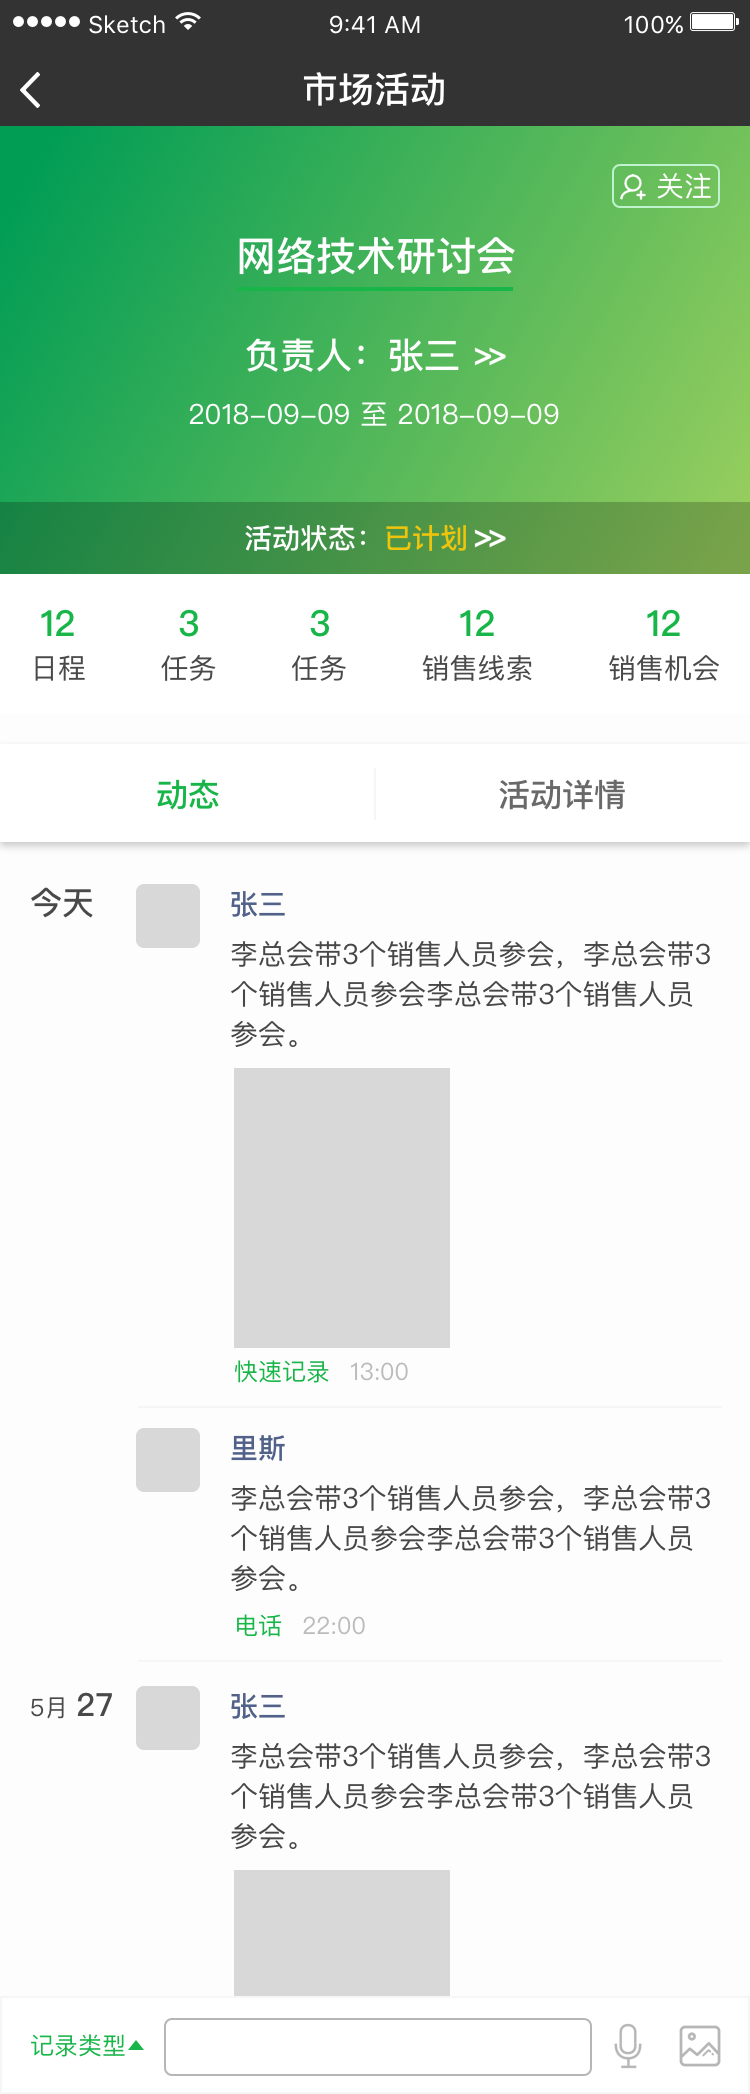 Sketch 9:41 AM 100%
市场活动
关注
网络技术研讨会
负责人：张三 >>
2018-09-09 至 2018-09-09
活动状态：已计划 >>
12 3 3 12 12
日程 任务 任务 销售线索 销售机会
动态 活动详情
今天 张三
李总会带3个销售人员参会，李总会带3
个销售人员参会李总会带3个销售人员
参会。
快速记录 13:00
里斯
李总会带3个销售人员参会，李总会带3
个销售人员参会李总会带3个销售人员
参会。
电话 22:00
5月 27 张三
李总会带3个销售人员参会，李总会带3
个销售人员参会李总会带3个销售人员
参会。
记录类型